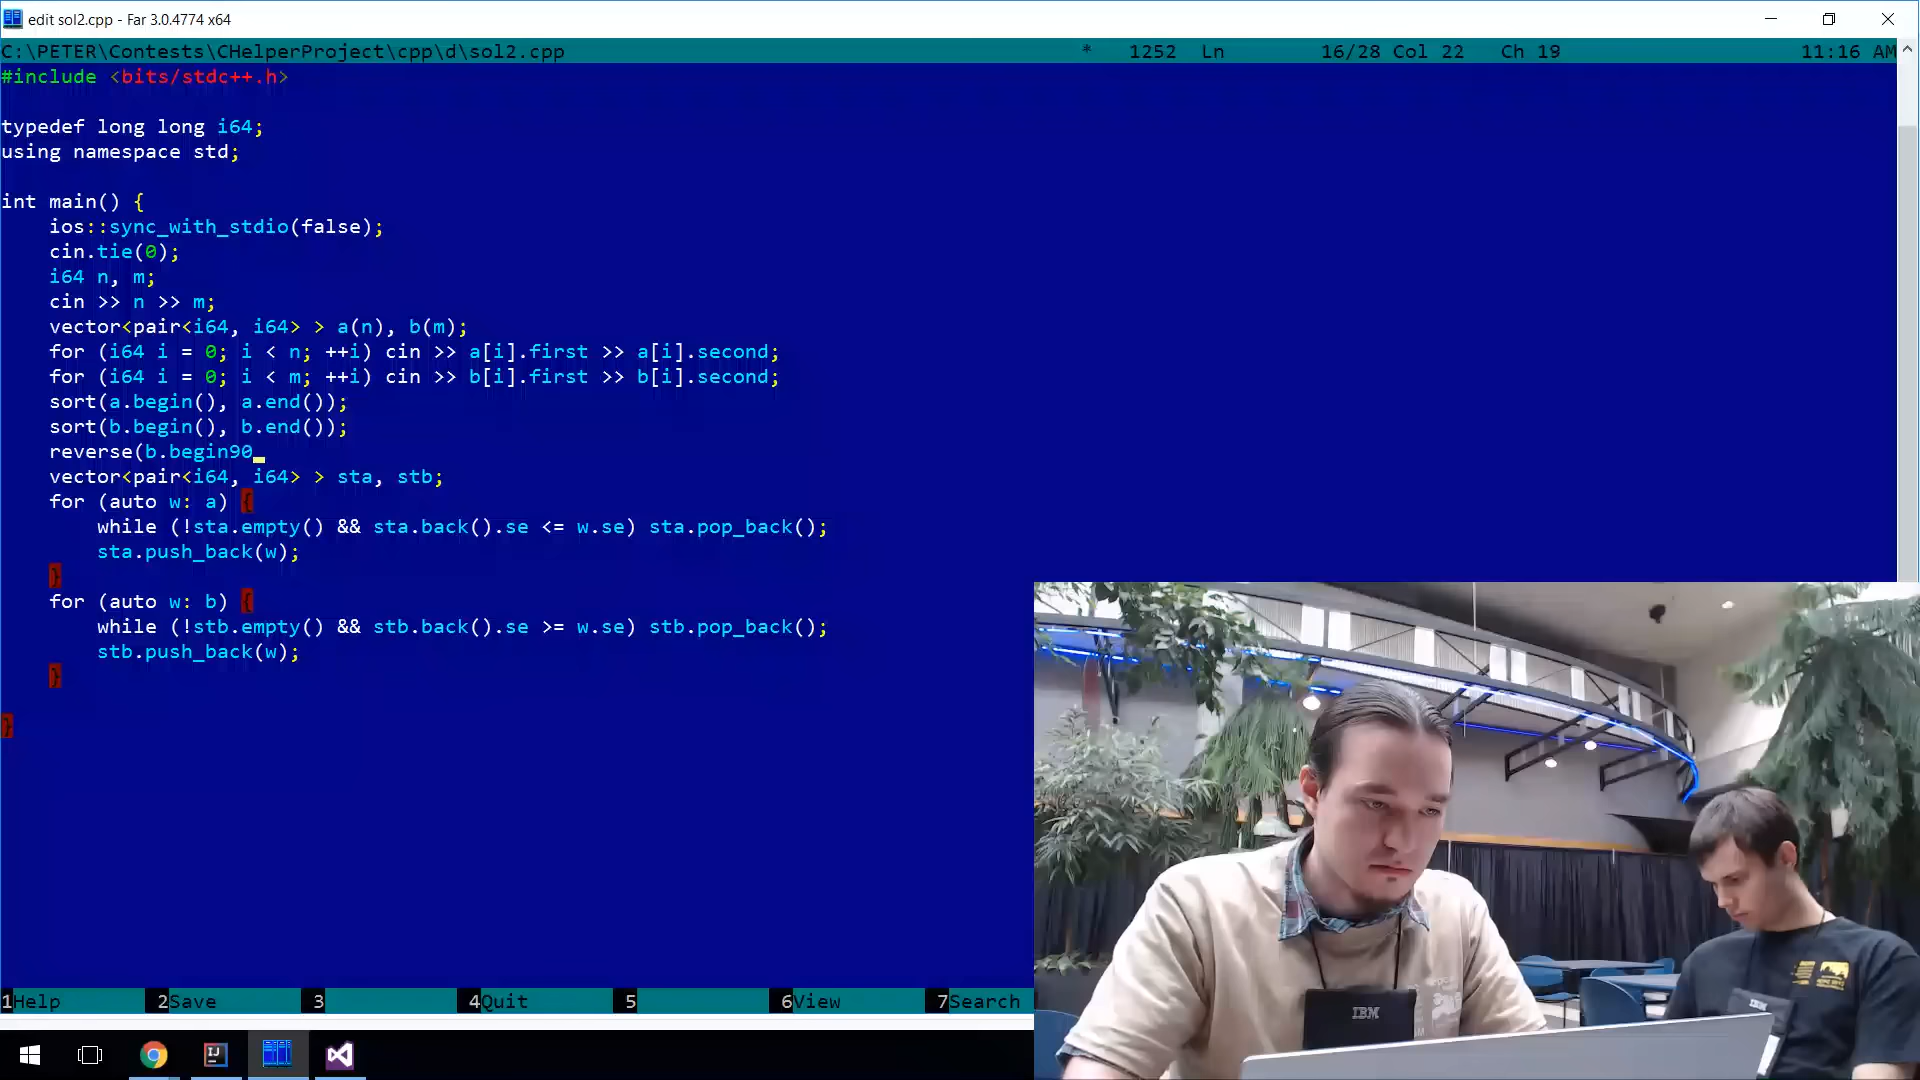 edit sol2.cpp - Far 3.0.4774 x64
C:\PETER\Contests\CHelperProject\cpp\d\sol2.cpp * 1252 Ln 16/28 Col 22 Ch 19 11:16 AM
#include <bits/stdc++.h>
typedef long long i64;
using namespace std;
int main() {
ios::sync_with_stdio(false);
cin.tie(0);
i64 n, m;
cin >> n >> m;
vector<pair<i64, i64> > a(n), b(m);
for (i64 i = 0; i < n; ++i) cin >> a[i].first >> a[i].second;
for (i64 i = 0; i < m; ++i) cin >> b[i].first >> b[i].second;
sort(a.begin(), a.end());
sort(b.begin(), b.end());
reverse(b.begin90
vector<pair<i64, i64> > sta, stb;
for (auto w: a) {
while (!sta.empty() && sta.back().se <= w.se) sta.pop_back();
sta.push_back(w);
}
for (auto w: b) {
while (!stb.empty() && stb.back().se >= w.se) stb.pop_back();
stb.push_back(w);
}
}
1Help 2Save 3 4Quit 5 6View 7Search
IBM
IBM
IJ